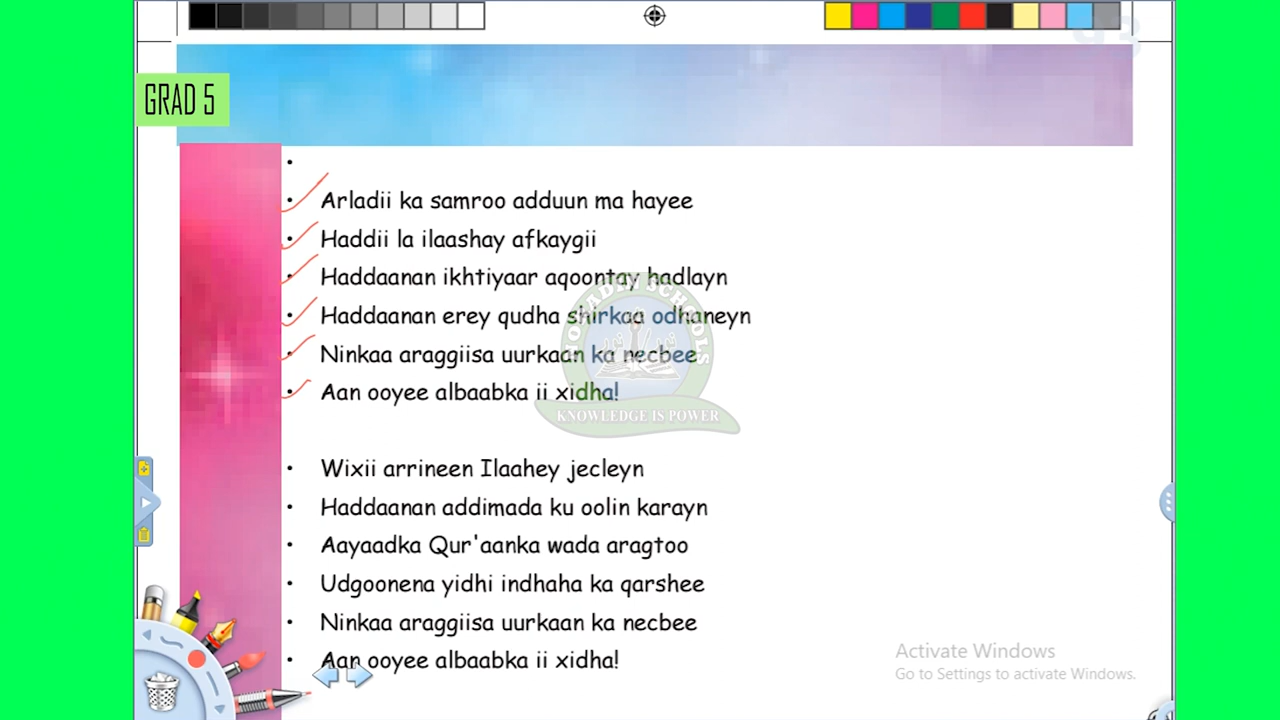 GRAD 5
Arladii ka samroo adduun ma hayee
Haddii la ilaashay afkaygii
Haddaanan ikhtiyaar aqoontay hadlayn
Haddaanan erey qudha shirkaa odhaneyn
Ninkaa araggiisa uurkaan ka necbee
Aan ooyee albaabka ii xidha!
Wixii arrineen Ilaahey jecleyn
Haddaanan addimada ku oolin karayn
Aayaadka Qur'aanka wada aragtoo
Udgoonena yidhi indhaha ka qarshee
Ninkaa araggiisa uurkaan ka necbee
Aan ooyee albaabka ii xidha!
SCHOOLS
KNOWLEDGE IS POWER
Activate Windows
Go to Settings to activate Windows.